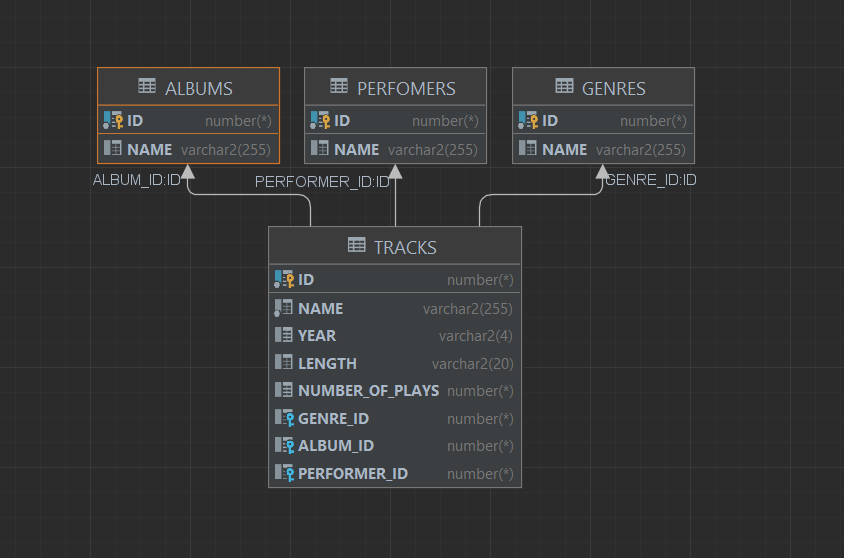 ALBUMS
ID number(*)
NAME varchar2(255)
PERFOMERS
ID number(*)
NAME varchar2(255)
GENRES
ID number(*)
NAME varchar2(255)
ALBUM_ID:ID
PERFORMER_ID:ID
GENRE_ID:ID
TRACKS
ID number(*)
NAME varchar2(255)
YEAR varchar2(4)
LENGTH varchar2(20)
NUMBER_OF_PLAYS number(*)
GENRE_ID number(*)
ALBUM_ID number(*)
PERFORMER_ID number(*)